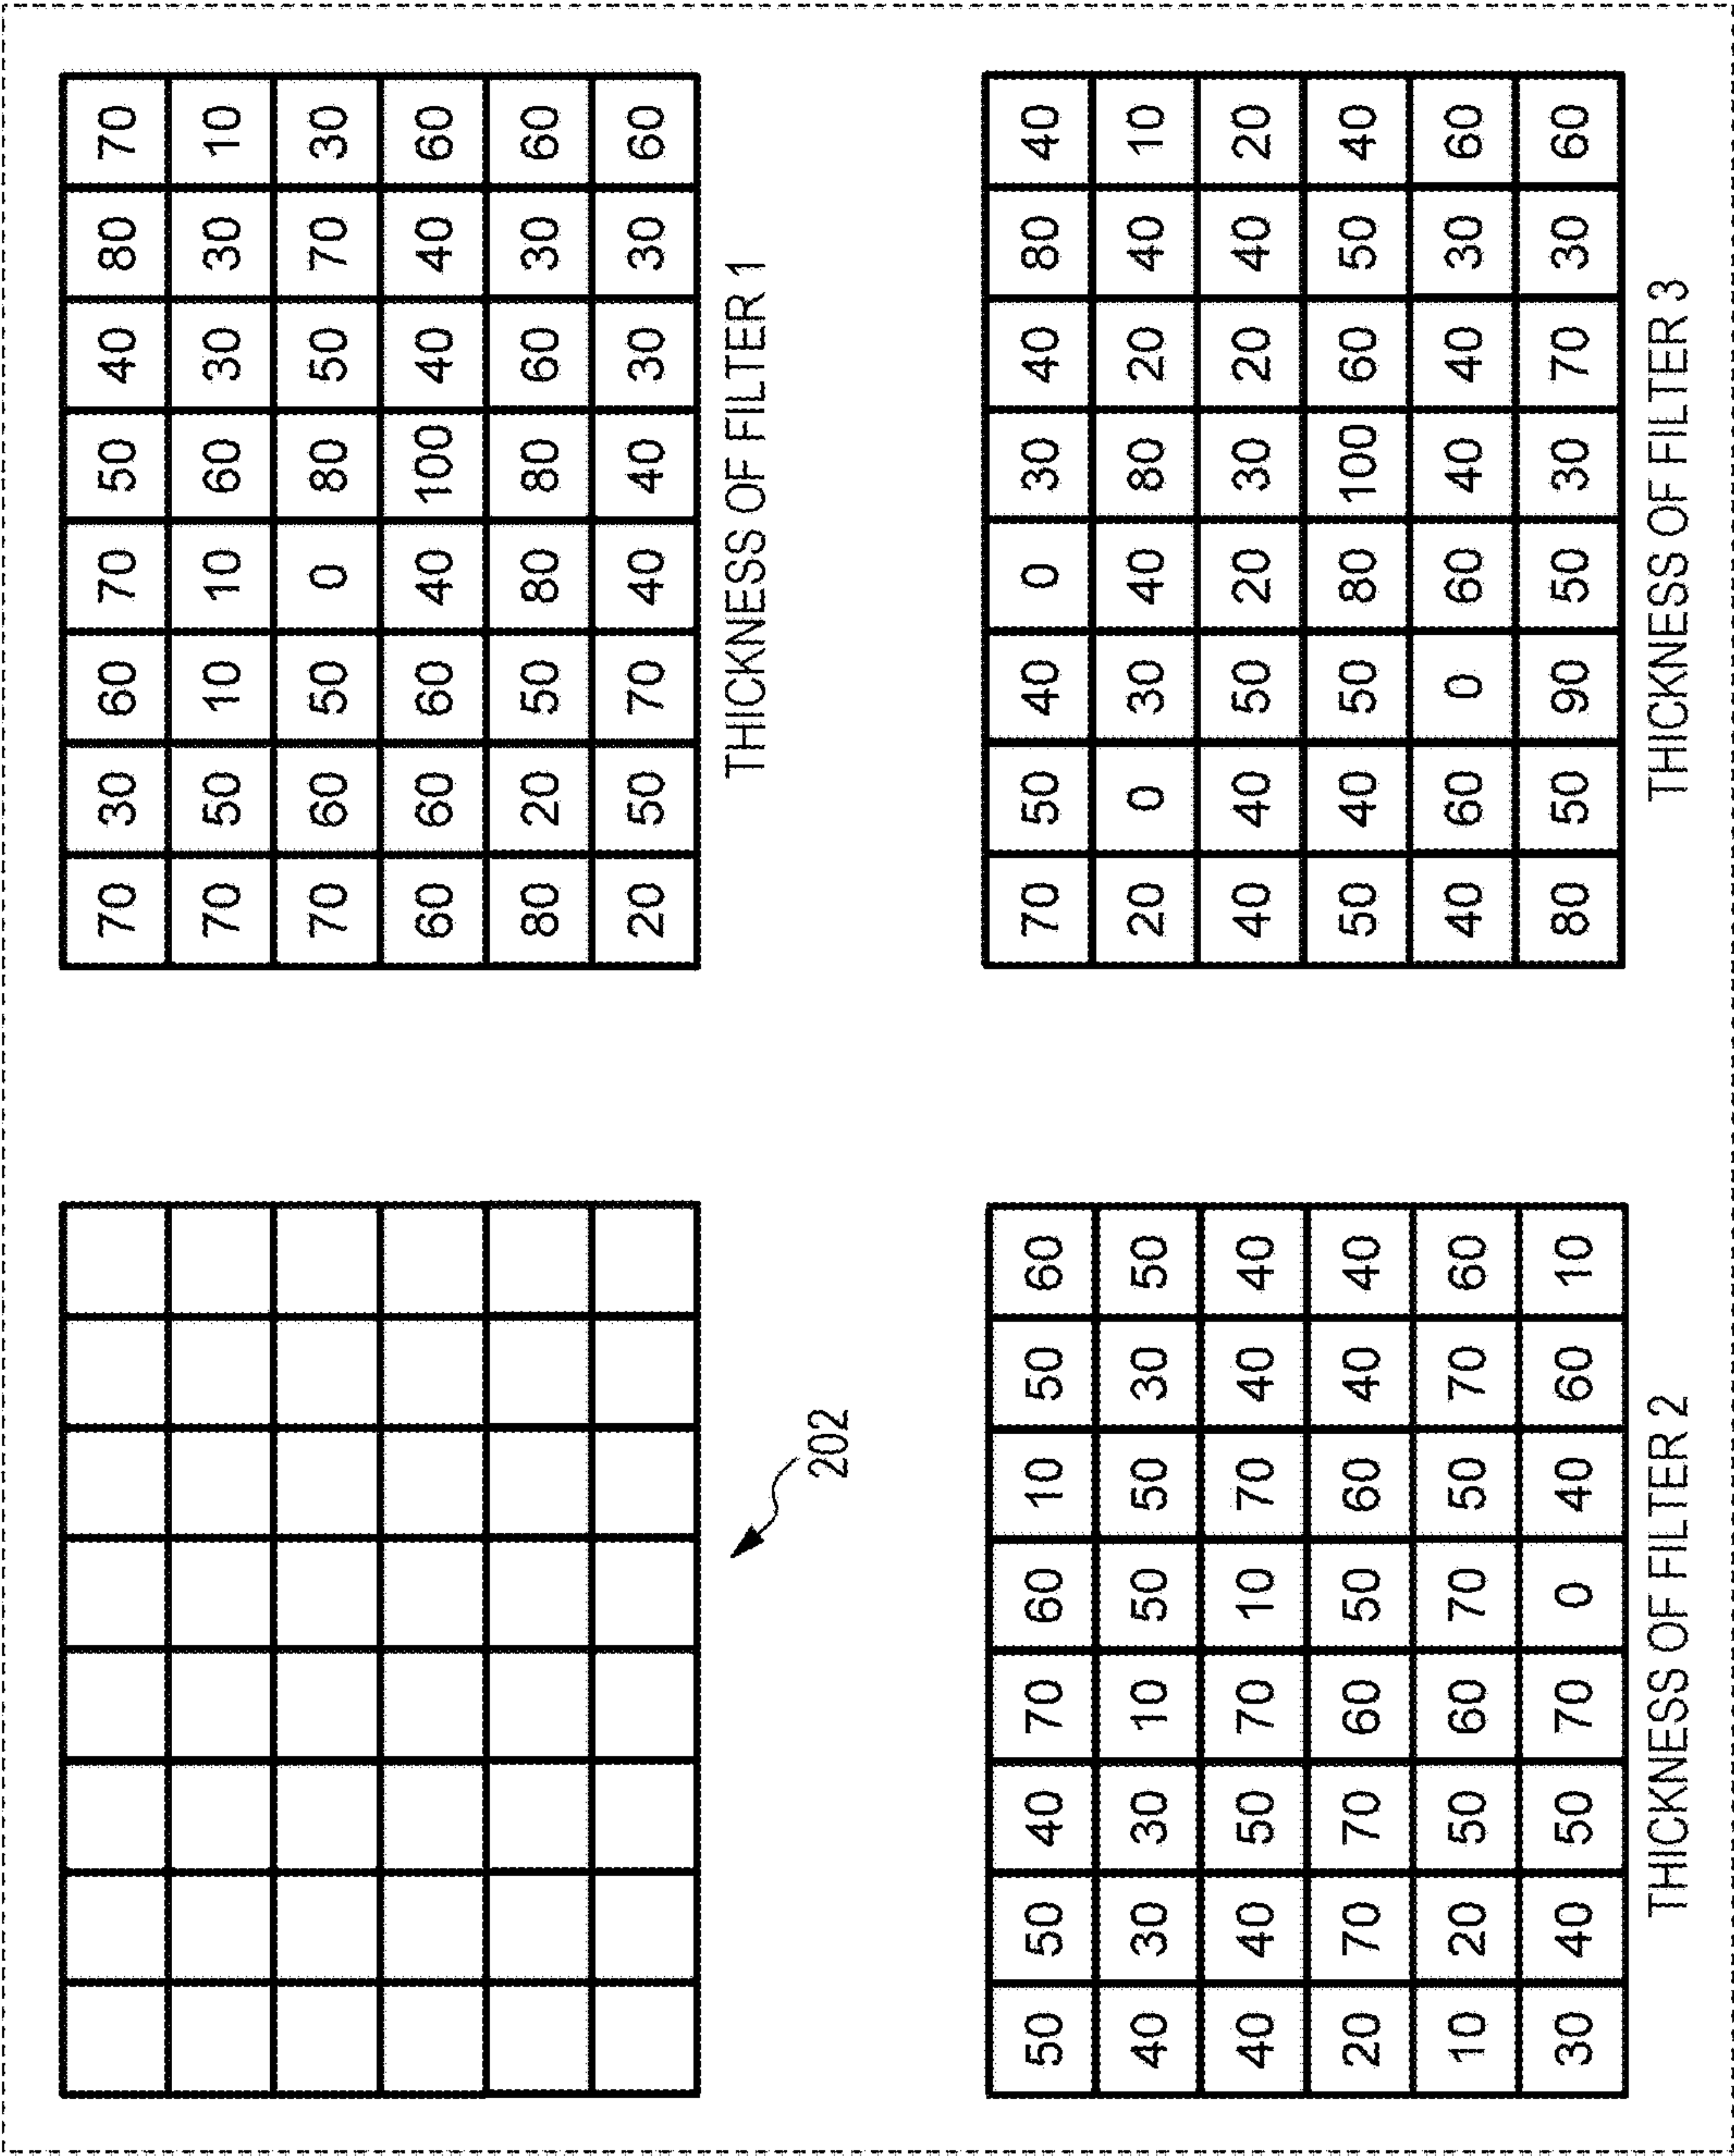 70 30 60 70 50 40 80 70
70 50 10 10 60 30 30 10
70 60 50 0 80 50 70 30
60 60 60 40 100 40 40 60
80 20 50 80 80 60 30 60
20 50 70 40 40 30 30 60
THICKNESS OF FILTER 1
202
50 50 40 70 60 10 50 60
40 30 30 10 50 50 30 50
40 40 50 70 10 70 40 40
20 70 70 60 50 60 40 40
10 20 50 60 70 50 70 60
30 40 50 70 0 40 60 10
THICKNESS OF FILTER 2
70 50 40 0 30 40 80 40
20 0 30 40 80 20 40 10
40 40 50 20 30 20 40 20
50 40 50 80 100 60 50 40
40 60 0 60 40 40 30 60
80 50 90 50 30 70 30 60
THICKNESS OF FILTER 3